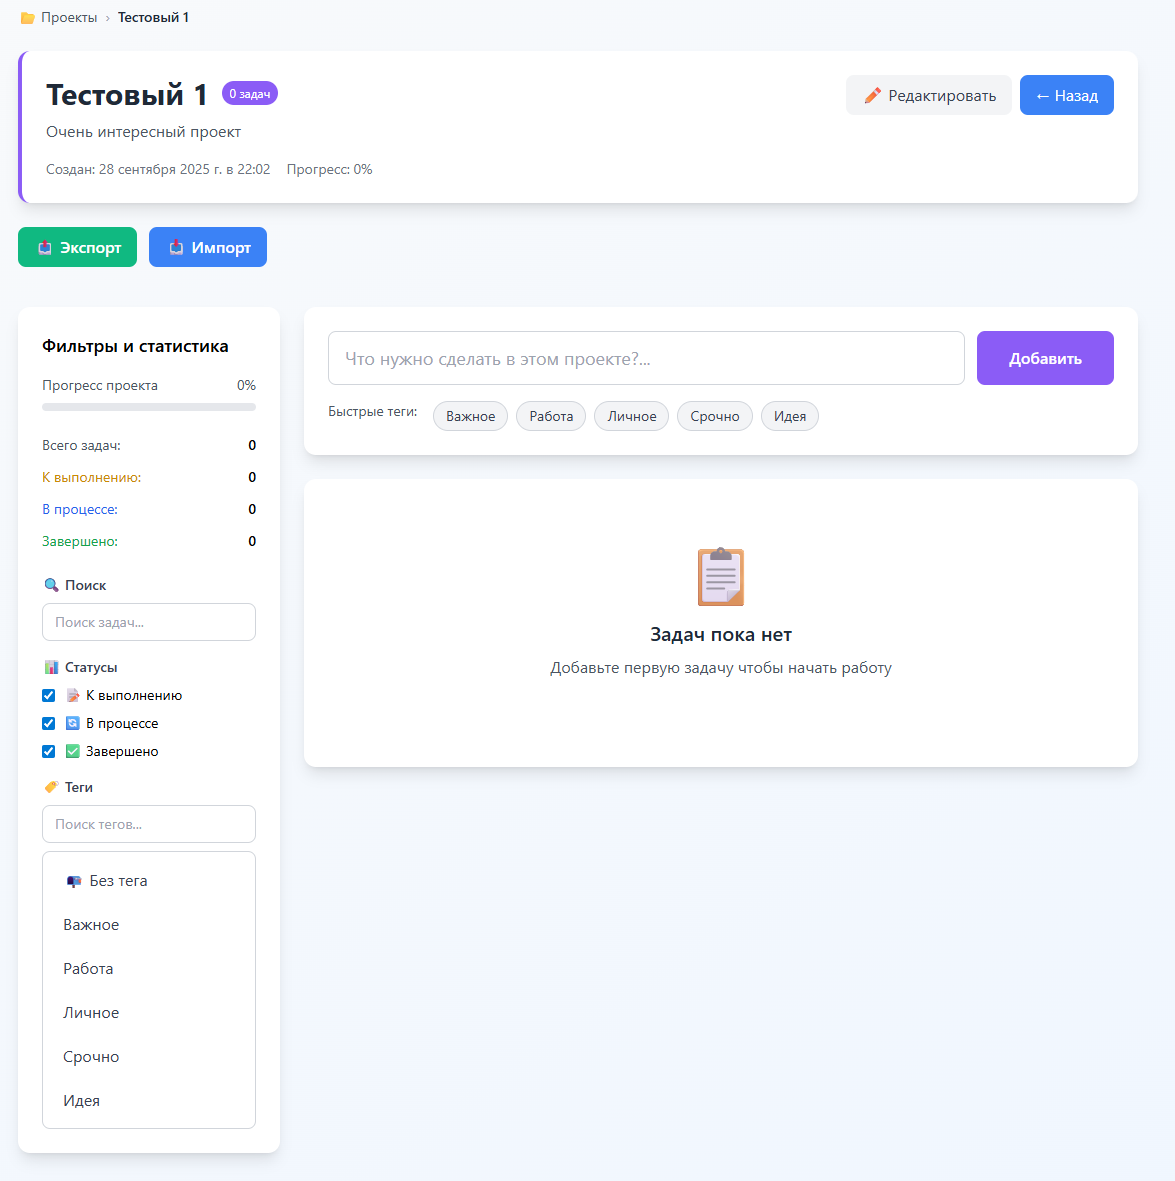 Проекты › Тестовый 1
Тестовый 1 0 задач
Редактировать
← Назад
Очень интересный проект
Создан: 28 сентября 2025 г. в 22:02 Прогресс: 0%
Экспорт
Импорт
Фильтры и статистика
Прогресс проекта 0%
Всего задач: 0
К выполнению: 0
В процессе: 0
Завершено: 0
Поиск
Поиск задач...
Статусы
К выполнению
В процессе
Завершено
Теги
Поиск тегов...
Без тега
Важное
Работа
Личное
Срочно
Идея
Что нужно сделать в этом проекте?...
Добавить
Быстрые теги: Важное Работа Личное Срочно Идея
Задач пока нет
Добавьте первую задачу чтобы начать работу